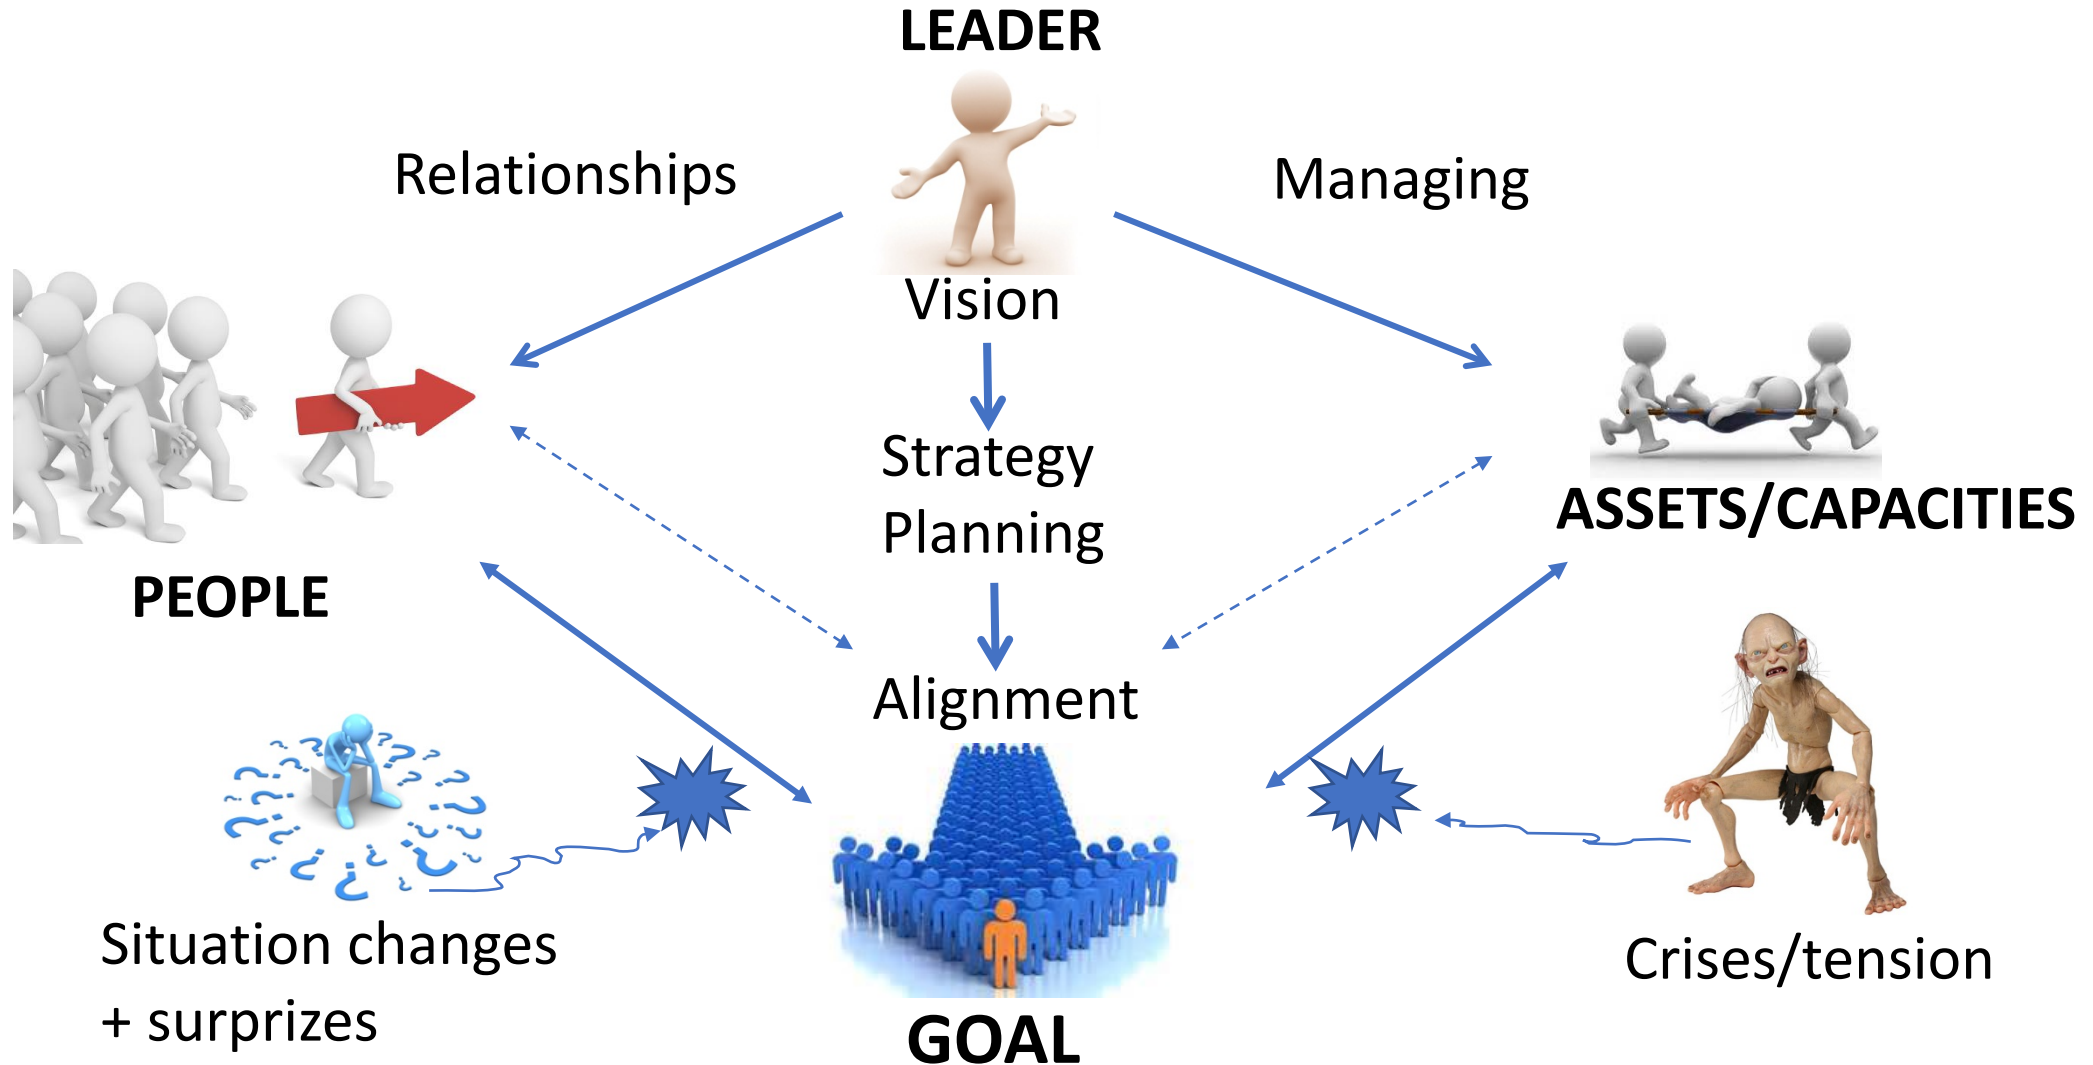 LEADER
Relationships
Managing
Vision
Strategy
Planning
ASSETS/CAPACITIES
PEOPLE
Alignment
Situation changes
+ surprizes
Crises/tension
GOAL